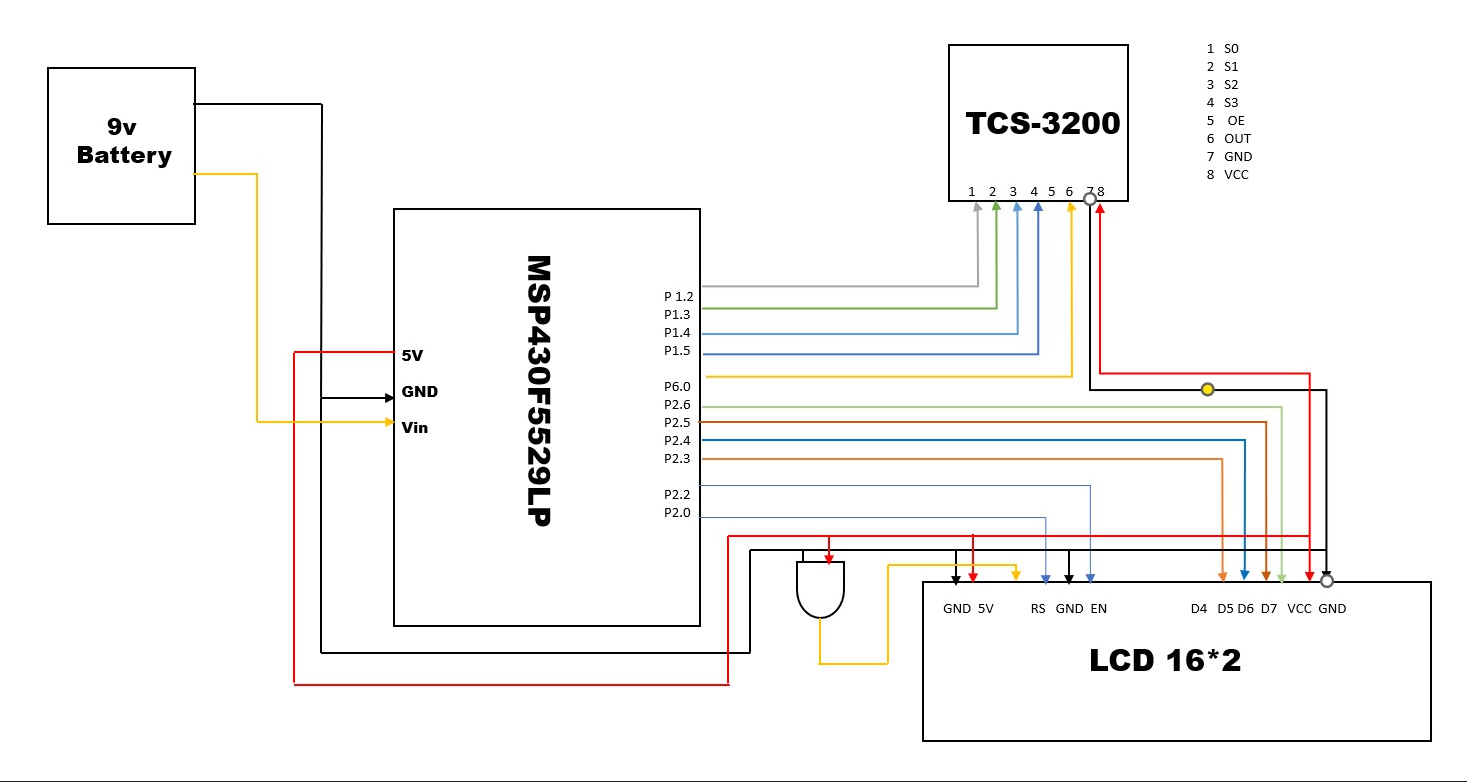 9v
Battery
TCS-3200
1 2 3 4 5 6 7 8
1 S0
2 S1
3 S2
4 S3
5 OE
6 OUT
7 GND
8 VCC
MSP430F5529LP
5V
GND
Vin
P 1.2
P1.3
P1.4
P1.5
P6.0
P2.6
P2.5
P2.4
P2.3
P2.2
P2.0
GND 5V RS GND EN D4 D5 D6 D7 VCC GND
LCD 16*2